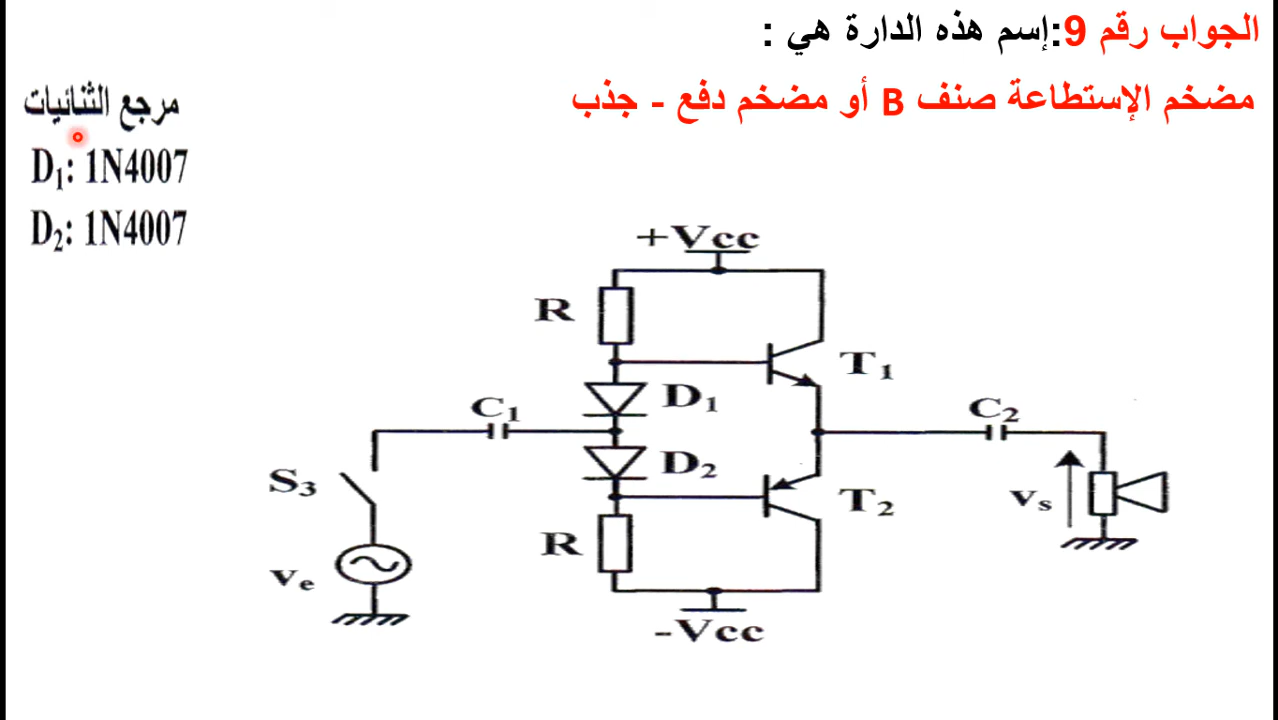 الجواب رقم 9:إسم هذه الدارة هي :
مضخم الإستطاعة صنف B أو مضخم دفع - جذب
مرجع الثنائيات
D₁: 1N4007
D₂: 1N4007
+Vcc
R
T₁
D₁
C₁
C₂
D₂
S₃
T₂
vₛ
R
vₑ
-Vcc